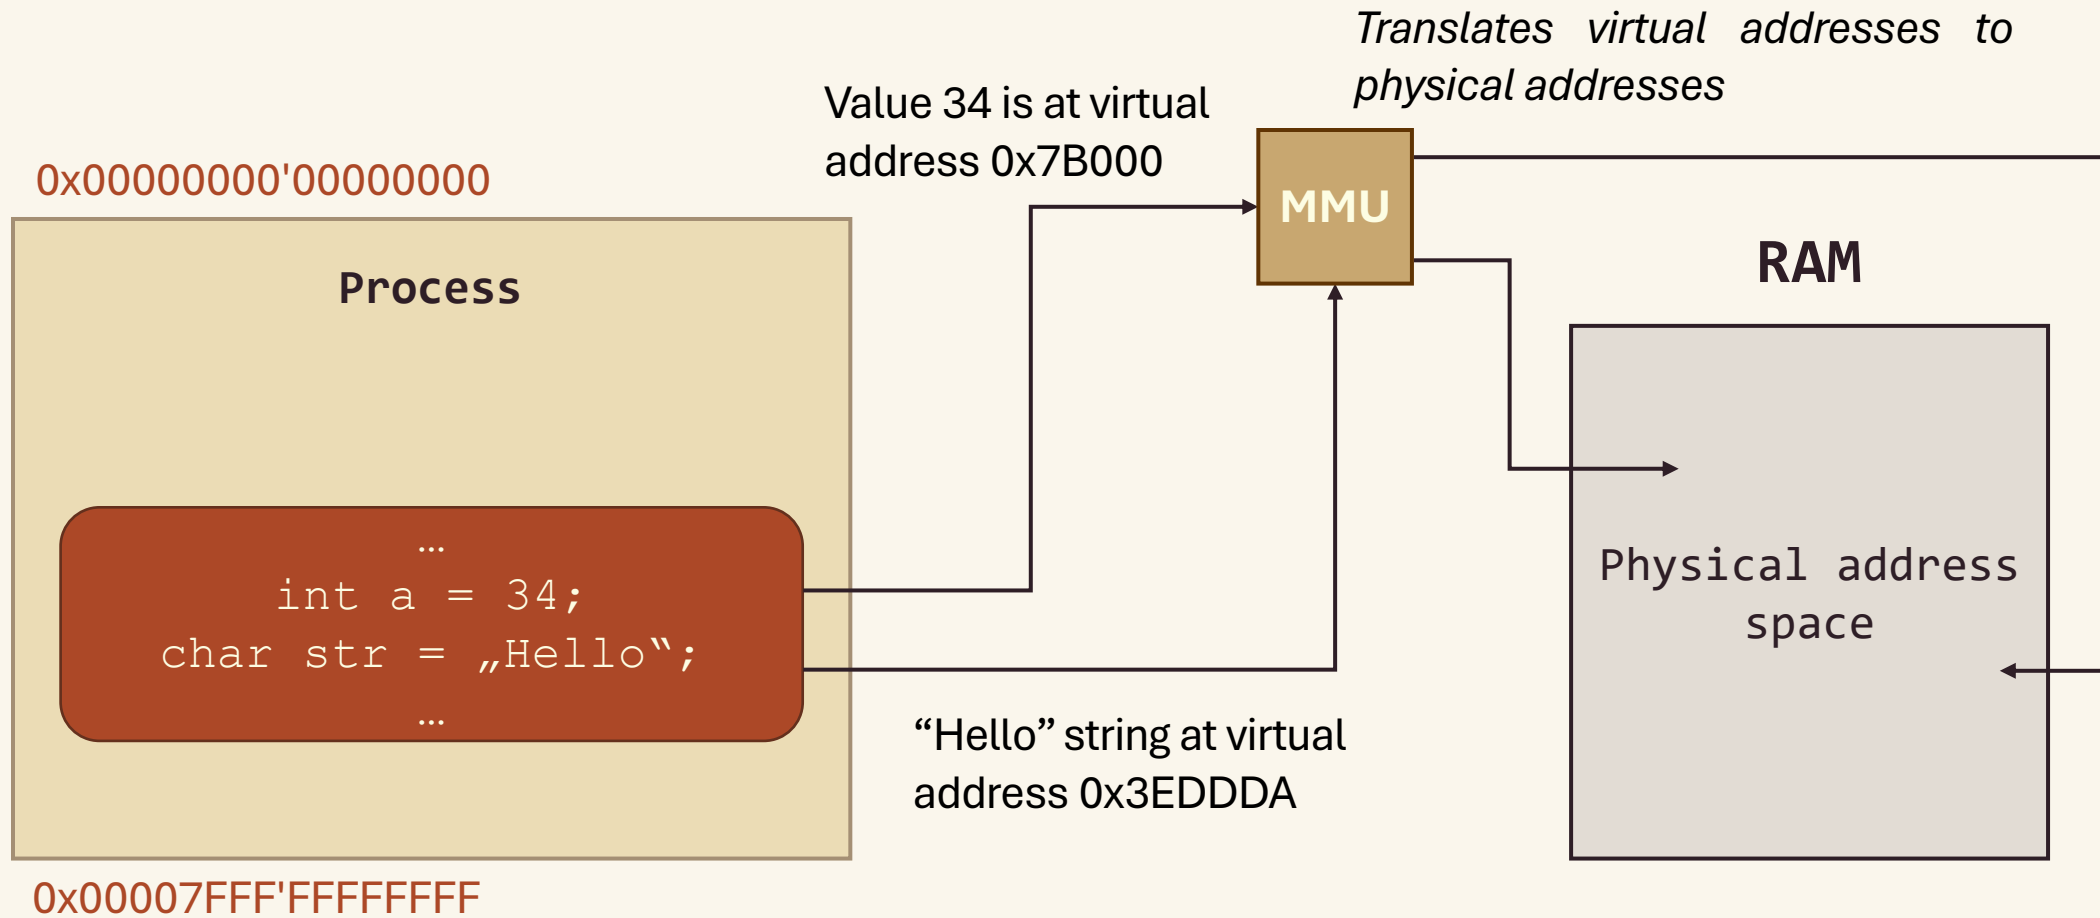 Translates virtual addresses to
physical addresses
Value 34 is at virtual
address 0x7B000
0x00000000'00000000
MMU
RAM
Process
…
int a = 34;
char str = „Hello‟;
…
Physical address
space
“Hello” string at virtual
address 0x3EDDDA
0x00007FFF'FFFFFFFF